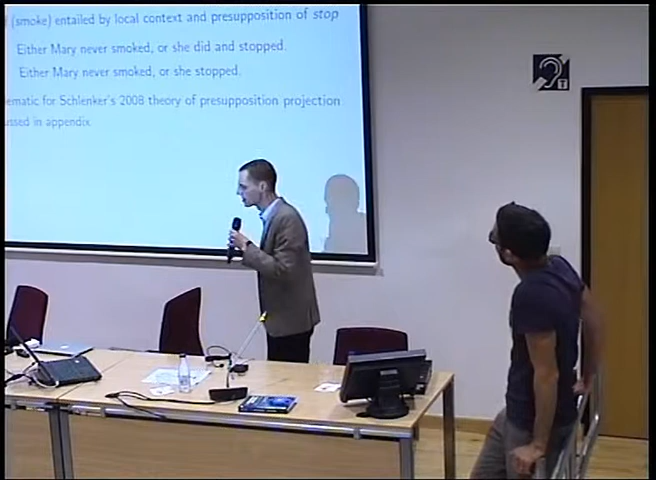 (smoke) entailed by local context and presupposition of stop
Either Mary never smoked, or she did and stopped.
Either Mary never smoked, or she stopped.
ematic for Schlenker's 2008 theory of presupposition projection
ussed in appendix.
T